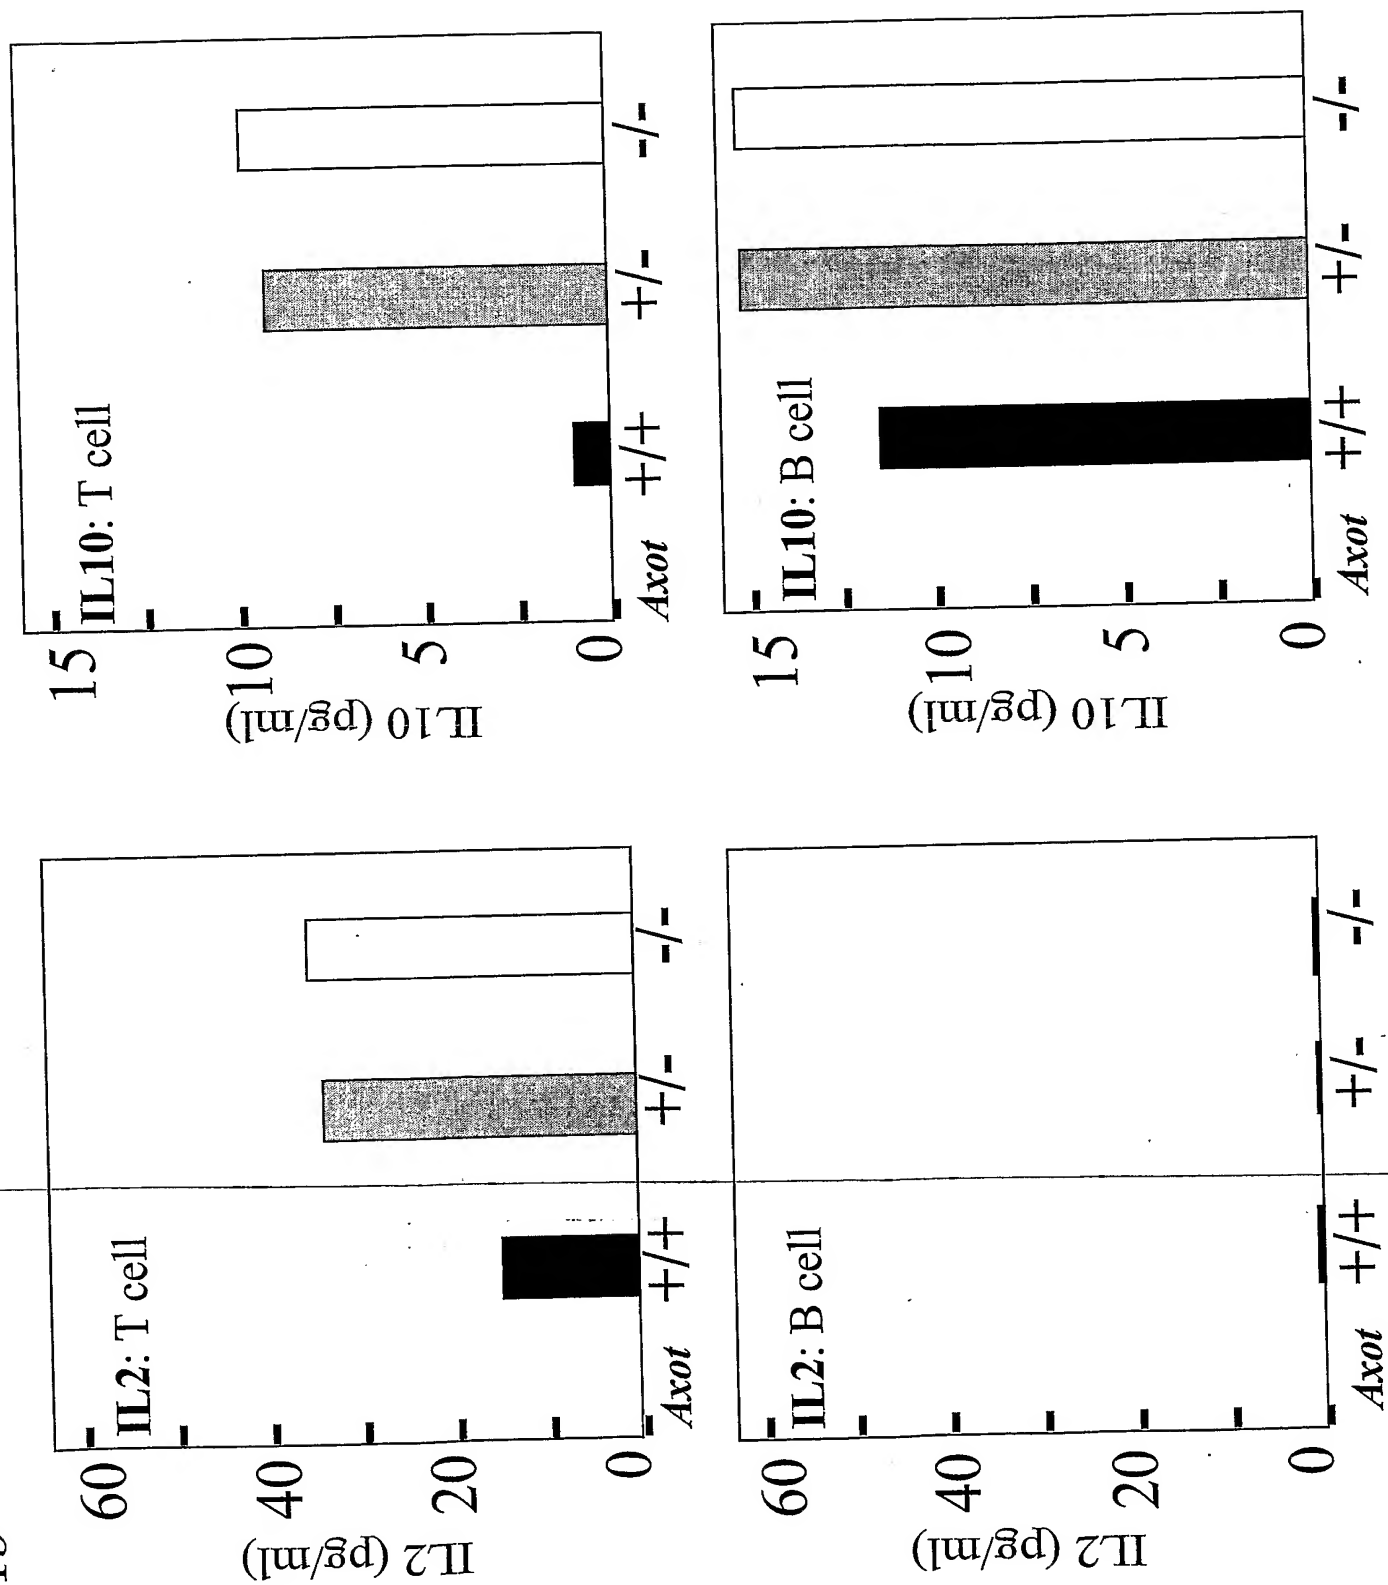 15
IL2: T cell
IL2 (pg/ml)
60
40
20
0
Axot
+/+
+/-
-/-
IL10: T cell
IL10 (pg/ml)
15
10
5
0
Axot
+/+
+/-
-/-
IL2: B cell
IL2 (pg/ml)
60
40
20
0
Axot
+/+
+/-
-/-
IL10: B cell
IL10 (pg/ml)
15
10
5
0
Axot
+/+
+/-
-/-